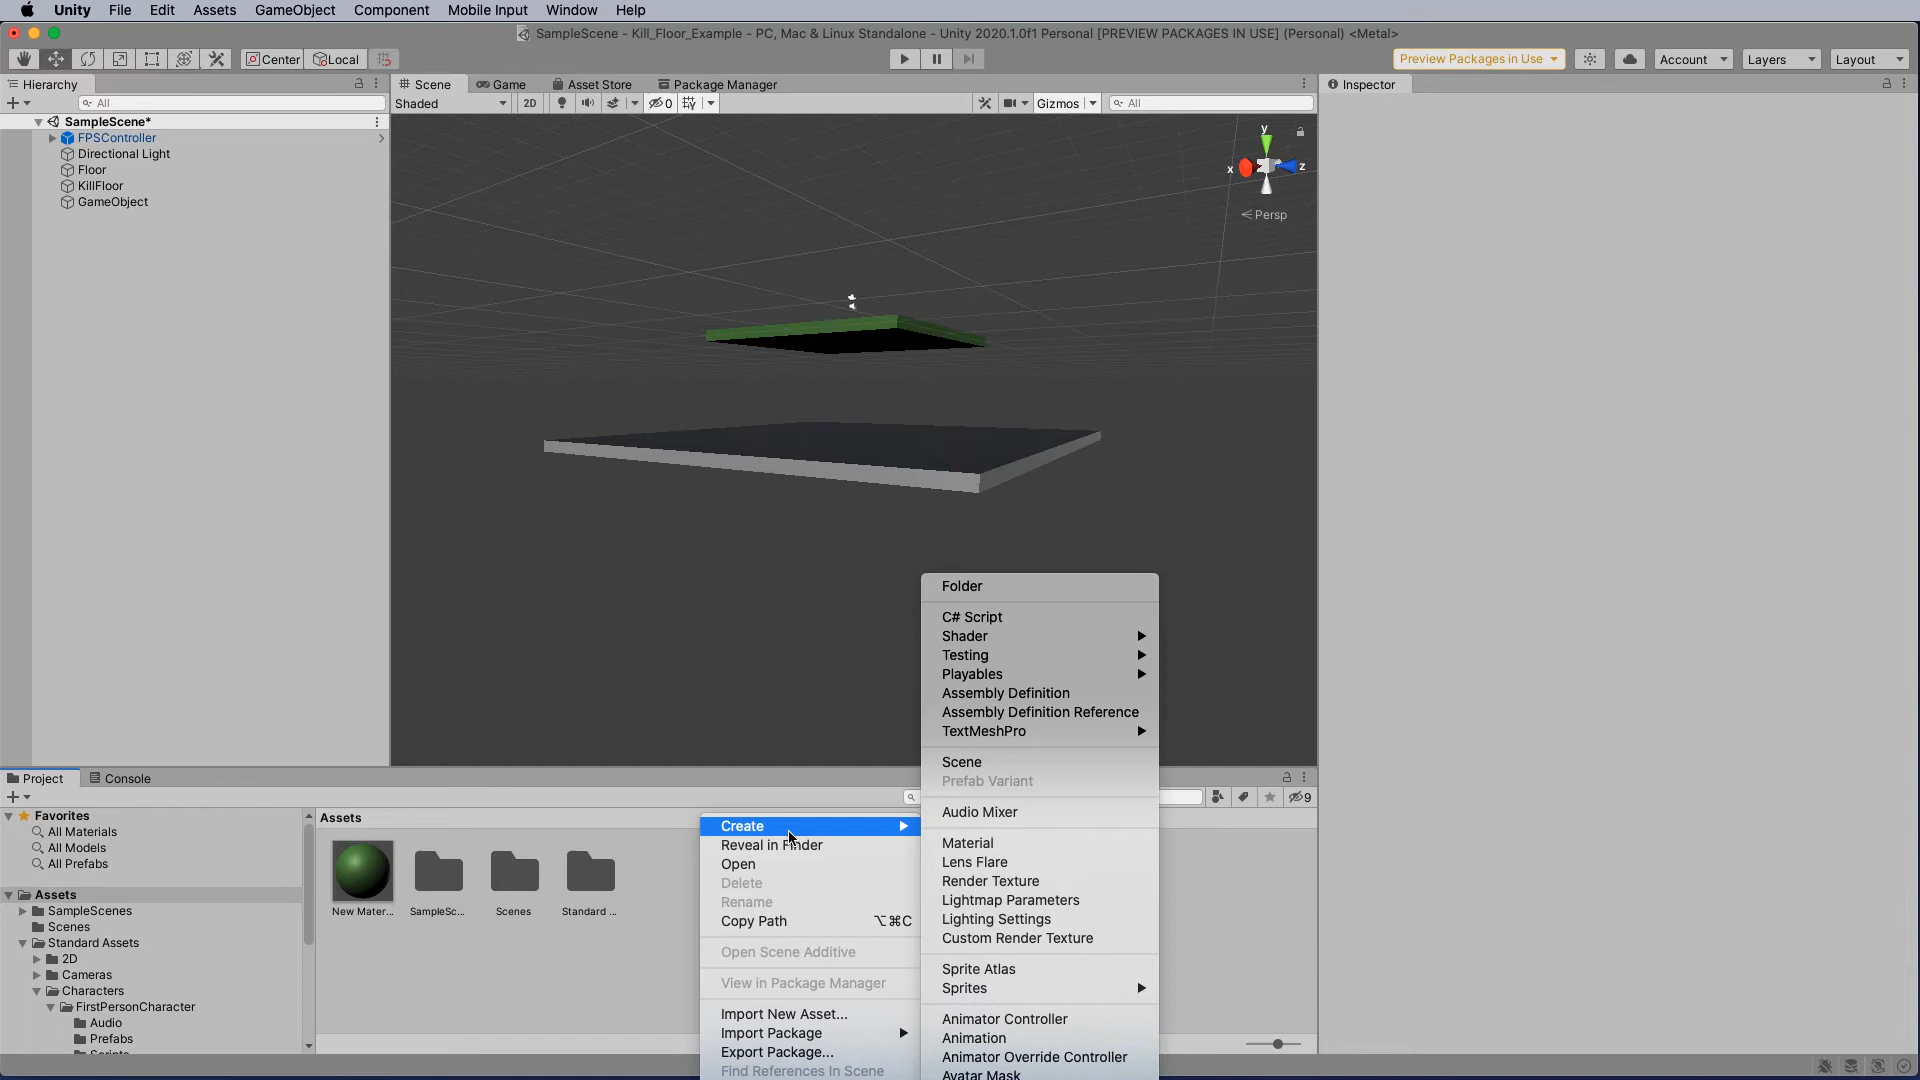 Unity File Edit Assets GameObject Component Mobile Input Window Help
SampleScene - Kill_Floor_Example - PC, Mac & Linux Standalone - Unity 2020.1.0f1 Personal [PREVIEW PACKAGES IN USE] (Personal) <Metal>
Center Local Preview Packages in Use Account Layers Layout
Hierarchy
All
SampleScene*
FPSController
Directional Light
Floor
KillFloor
GameObject
Scene Game Asset Store Package Manager
Shaded 2D 0 Gizmos All
y
x z
Persp
Inspector
Folder
C# Script
Shader
Testing
Playables
Assembly Definition
Assembly Definition Reference
TextMeshPro
Scene
Prefab Variant
Audio Mixer
Material
Lens Flare
Render Texture
Lightmap Parameters
Lighting Settings
Custom Render Texture
Sprite Atlas
Sprites
Animator Controller
Animation
Animator Override Controller
Avatar Mask
Create
Reveal in Finder
Open
Delete
Rename
Copy Path ⌥⌘C
Open Scene Additive
View in Package Manager
Import New Asset...
Import Package
Export Package...
Find References In Scene
Project Console
9
Favorites
All Materials
All Models
All Prefabs
Assets
SampleScenes
Scenes
Standard Assets
2D
Cameras
Characters
FirstPersonCharacter
Audio
Prefabs
Scripts
Assets
New Mater... SampleSc... Scenes Standard ...